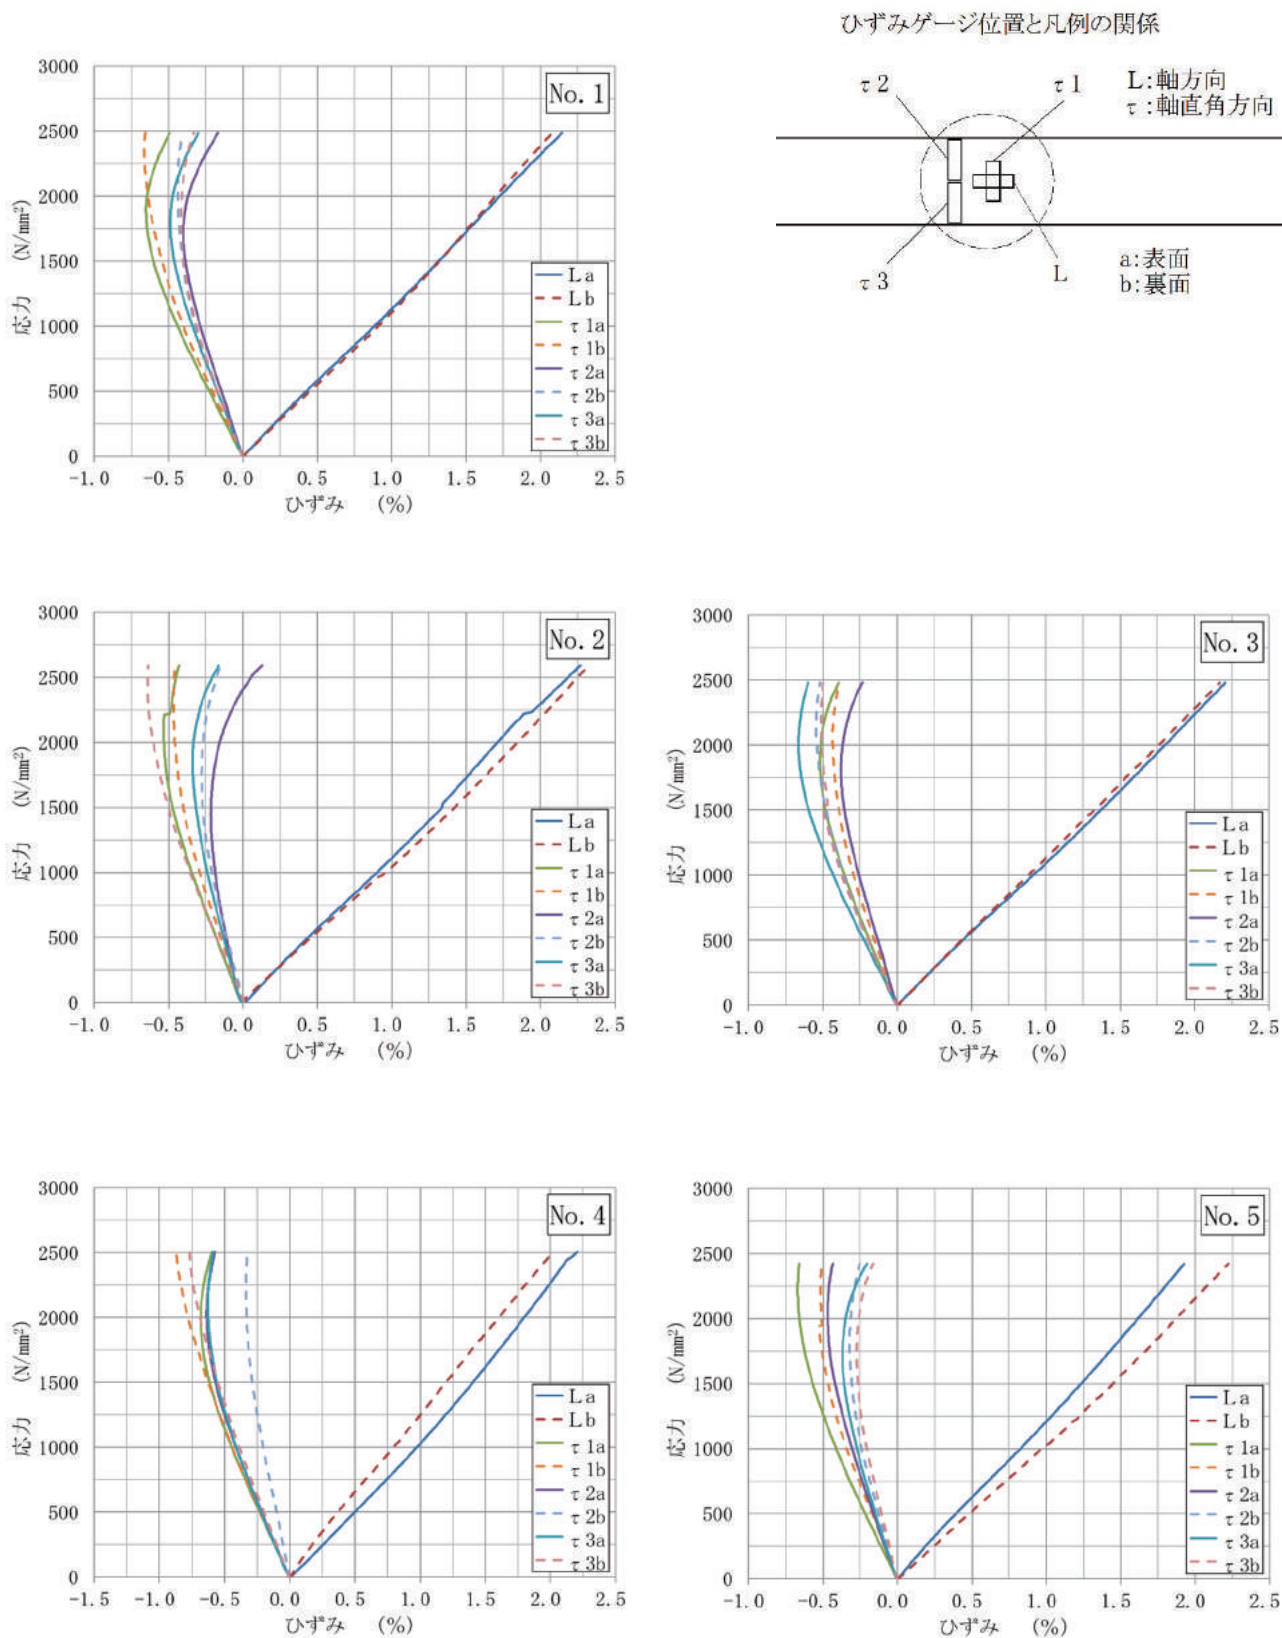 ひずみゲージ位置と凡例の関係
τ2
τ1
L:軸方向
τ:軸直角方向
τ3
L
a:表面
b:裏面
No. 1
3000
2500
2000
1500
1000
500
0
応力 (N/mm²)
La
Lb
τ1a
τ1b
τ2a
τ2b
τ3a
τ3b
-1.0 -0.5 0.0 0.5 1.0 1.5 2.0 2.5
ひずみ (%)
No. 2
3000
2500
2000
1500
1000
500
0
応力 (N/mm²)
La
Lb
τ1a
τ1b
τ2a
τ2b
τ3a
τ3b
-1.0 -0.5 0.0 0.5 1.0 1.5 2.0 2.5
ひずみ (%)
No. 3
3000
2500
2000
1500
1000
500
0
応力 (N/mm²)
La
Lb
τ1a
τ1b
τ2a
τ2b
τ3a
τ3b
-1.0 -0.5 0.0 0.5 1.0 1.5 2.0 2.5
ひずみ (%)
No. 4
3000
2500
2000
1500
1000
500
0
応力 (N/mm²)
La
Lb
τ1a
τ1b
τ2a
τ2b
τ3a
τ3b
-1.5 -1.0 -0.5 0.0 0.5 1.0 1.5 2.0 2.5
ひずみ (%)
No. 5
3000
2500
2000
1500
1000
500
0
応力 (N/mm²)
La
Lb
τ1a
τ1b
τ2a
τ2b
τ3a
τ3b
-1.0 -0.5 0.0 0.5 1.0 1.5 2.0 2.5
ひずみ (%)